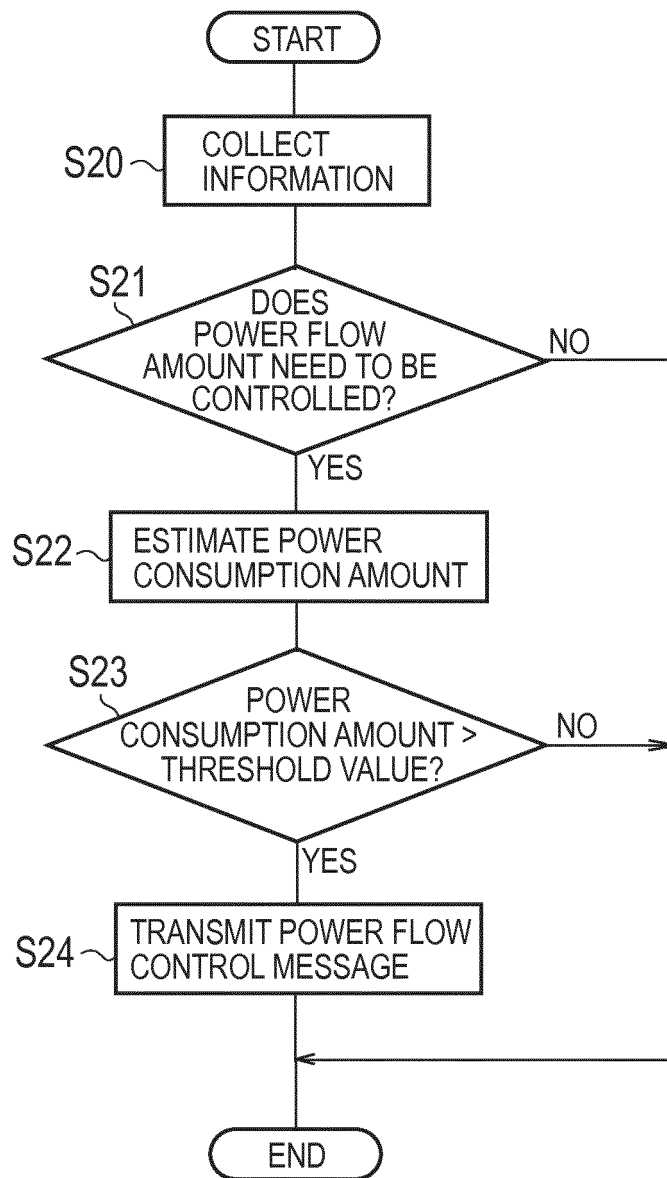 START
S20
COLLECT
INFORMATION
S21
DOES
POWER FLOW
AMOUNT NEED TO BE
CONTROLLED?
NO
YES
S22
ESTIMATE POWER
CONSUMPTION AMOUNT
S23
POWER
CONSUMPTION AMOUNT >
THRESHOLD VALUE?
NO
YES
S24
TRANSMIT POWER FLOW
CONTROL MESSAGE
END